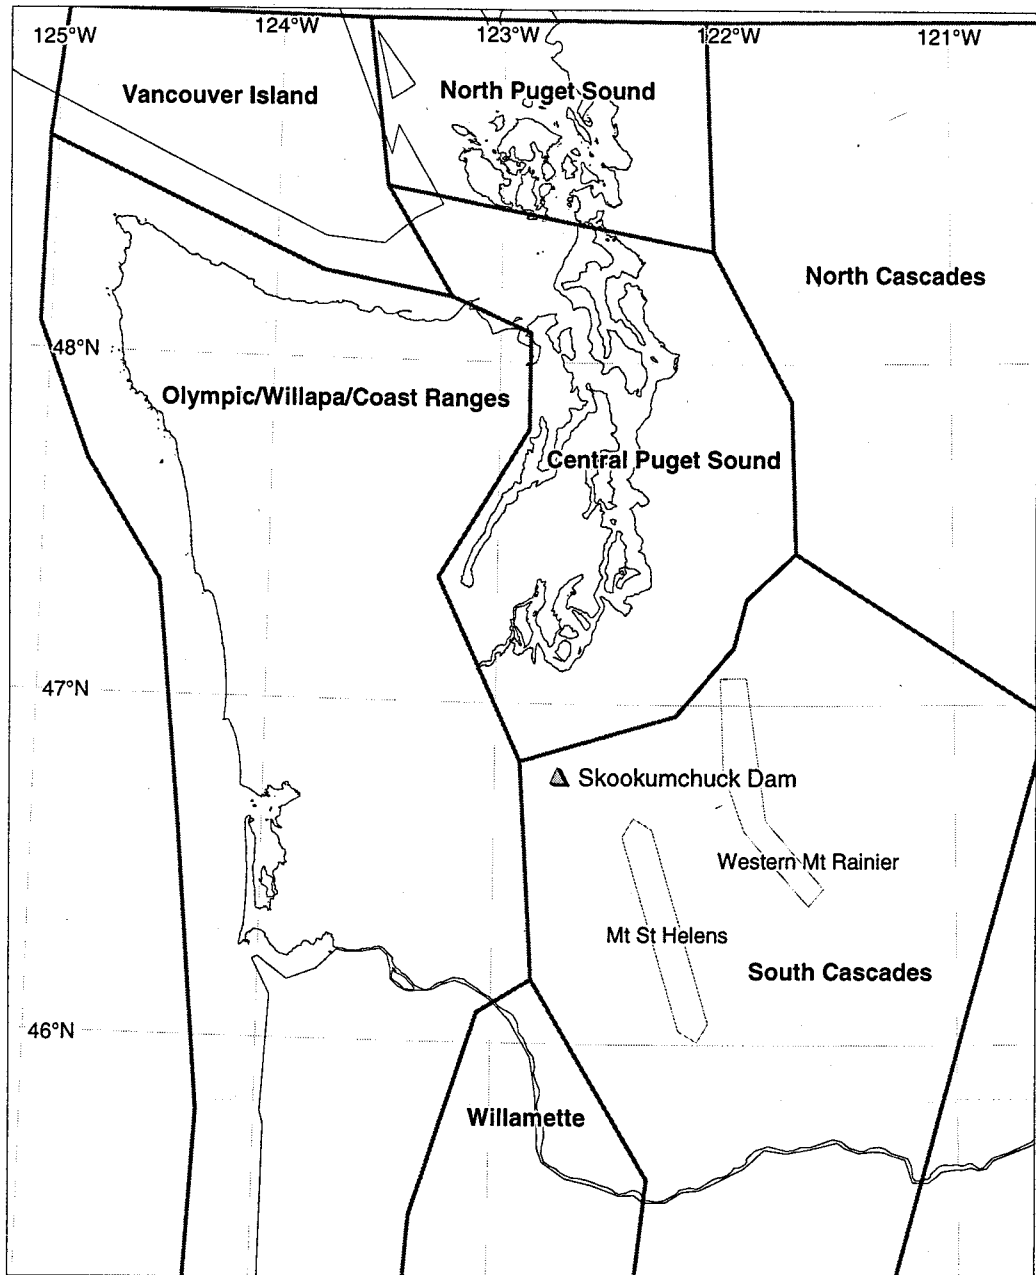 125°W
124°W
123°W
122°W
121°W
Vancouver Island
North Puget Sound
North Cascades
48°N
Olympic/Willapa/Coast Ranges
Central Puget Sound
47°N
Skookumchuck Dam
Western Mt Rainier
Mt St Helens
South Cascades
46°N
Willamette